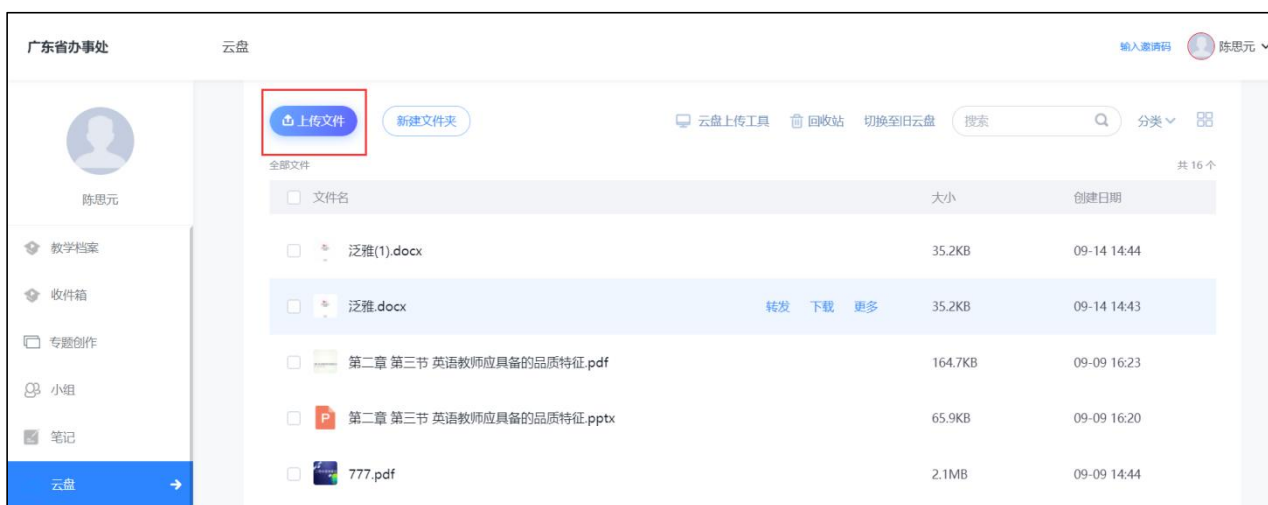 广东省办事处 云盘 输入邀请码 陈思元
上传文件 新建文件夹 云盘上传工具 回收站 切换至旧云盘 搜索 分类
全部文件 共 16 个
陈思元 文件名 大小 创建日期
教学档案 泛雅(1).docx 35.2KB 09-14 14:44
收件箱 泛雅.docx 转发 下载 更多 35.2KB 09-14 14:43
专题创作
第二章 第三节 英语教师应具备的品质特征.pdf 164.7KB 09-09 16:23
小组
P 第二章 第三节 英语教师应具备的品质特征.pptx 65.9KB 09-09 16:20
笔记
云盘 777.pdf 2.1MB 09-09 14:44